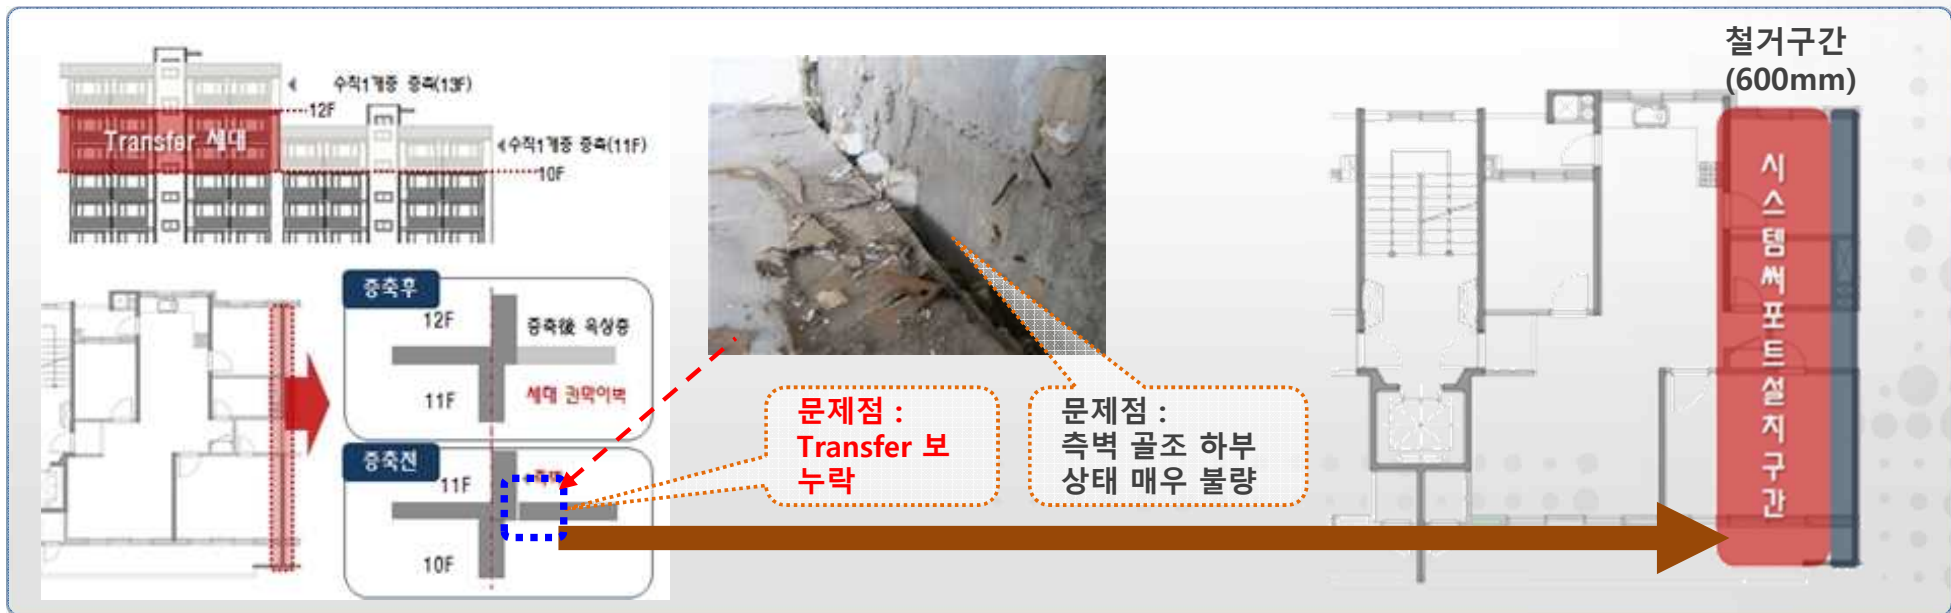 수직1개층 증축(13F)
12F
Transfer 세대
수직1개층 증축(11F)
10F
증축후
12F
증축後 옥상층
11F
세대 칸막이벽
증축전
11F
10F
문제점 :
Transfer 보
누락
문제점 :
측벽 골조 하부
상태 매우 불량
철거구간
(600mm)
시스템써포트설치구간